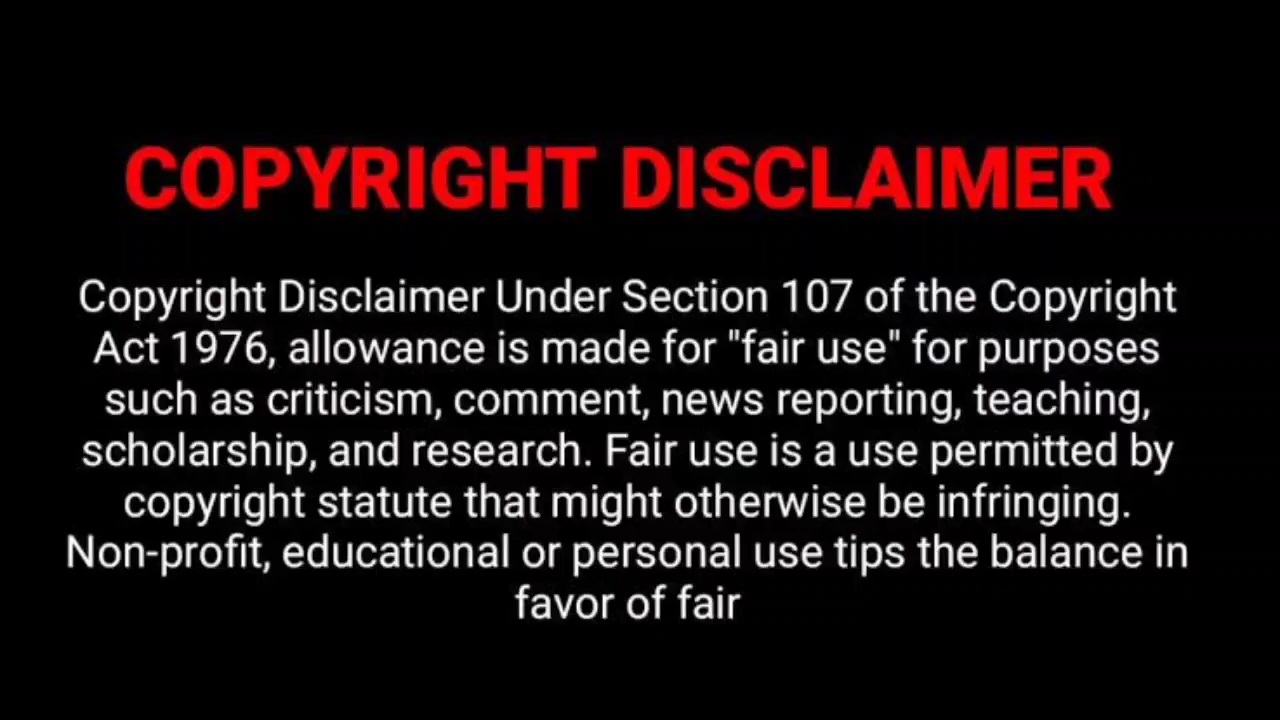 COPYRIGHT DISCLAIMER
Copyright Disclaimer Under Section 107 of the Copyright
Act 1976, allowance is made for "fair use" for purposes
such as criticism, comment, news reporting, teaching,
scholarship, and research. Fair use is a use permitted by
copyright statute that might otherwise be infringing.
Non-profit, educational or personal use tips the balance in
favor of fair